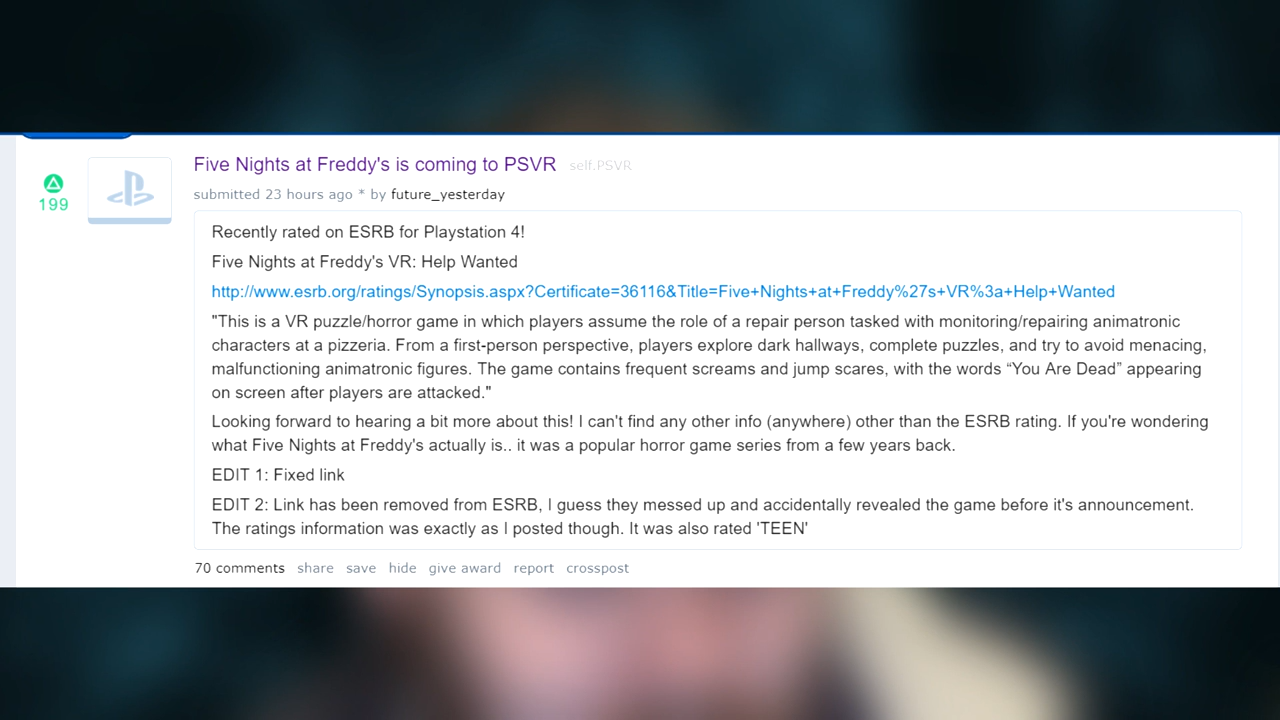 Five Nights at Freddy's is coming to PSVR self.PSVR
199
submitted 23 hours ago * by future_yesterday
Recently rated on ESRB for Playstation 4!
Five Nights at Freddy's VR: Help Wanted
http://www.esrb.org/ratings/Synopsis.aspx?Certificate=36116&Title=Five+Nights+at+Freddy%27s+VR%3a+Help+Wanted
"This is a VR puzzle/horror game in which players assume the role of a repair person tasked with monitoring/repairing animatronic
characters at a pizzeria. From a first-person perspective, players explore dark hallways, complete puzzles, and try to avoid menacing,
malfunctioning animatronic figures. The game contains frequent screams and jump scares, with the words “You Are Dead” appearing
on screen after players are attacked."
Looking forward to hearing a bit more about this! I can't find any other info (anywhere) other than the ESRB rating. If you're wondering
what Five Nights at Freddy's actually is.. it was a popular horror game series from a few years back.
EDIT 1: Fixed link
EDIT 2: Link has been removed from ESRB, I guess they messed up and accidentally revealed the game before it's announcement.
The ratings information was exactly as I posted though. It was also rated 'TEEN'
70 comments share save hide give award report crosspost